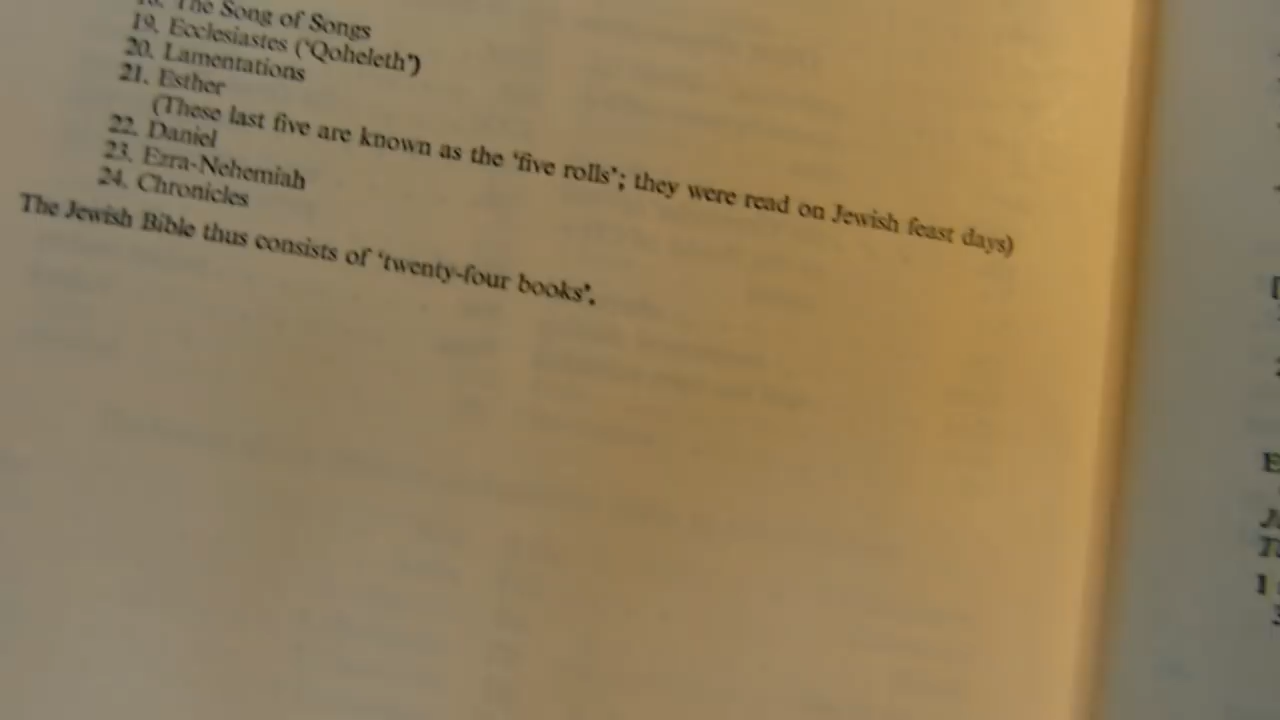 18. The Song of Songs
19. Ecclesiastes ('Qoheleth')
20. Lamentations
21. Esther
(These last five are known as the 'five rolls'; they were read on Jewish feast days)
22. Daniel
23. Ezra-Nehemiah
24. Chronicles
The Jewish Bible thus consists of 'twenty-four books'.